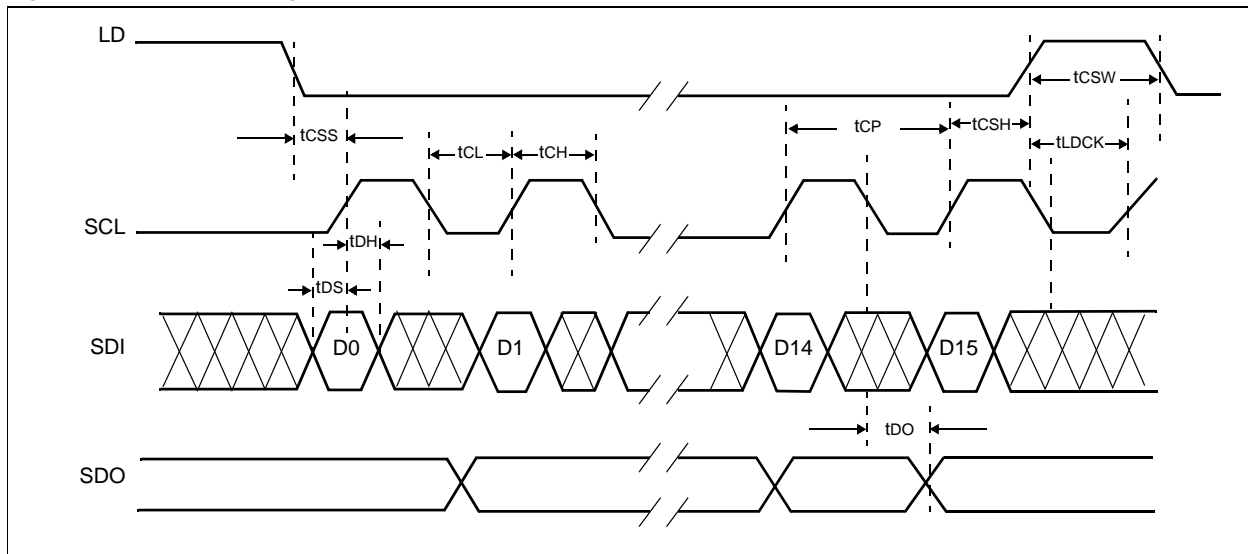 LD
tCSW
tCSS
tCP
tCSH
tCL
tCH
tLDCK
SCL
tDH
tDS
SDI
D0
D1
D14
D15
tDO
SDO